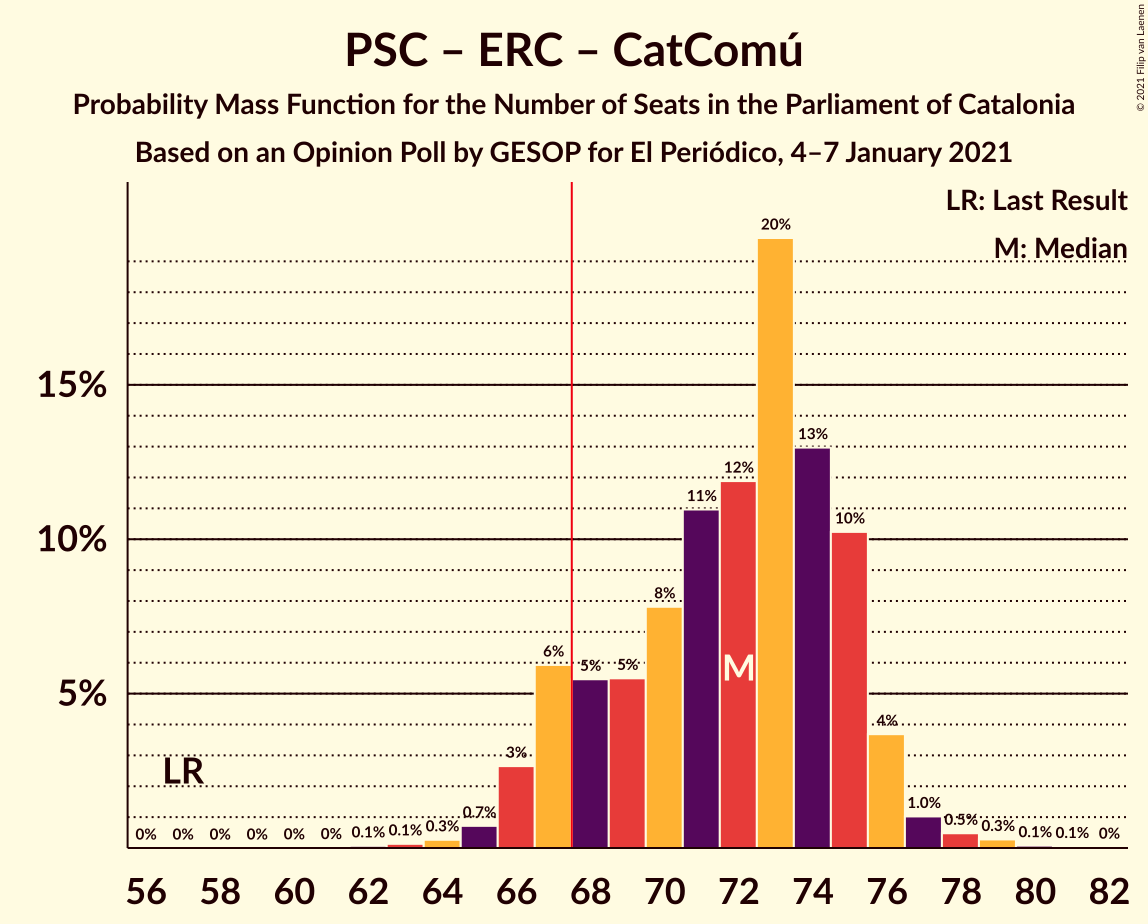 PSC – ERC – CatComú
Probability Mass Function for the Number of Seats in the Parliament of Catalonia
Based on an Opinion Poll by GESOP for El Periódico, 4–7 January 2021
© 2021 Filip van Laenen
LR: Last Result
M: Median
15%
10%
5%
LR
M
0% 0% 0% 0% 0% 0% 0.1% 0.1% 0.3% 0.7% 3% 6% 5% 5% 8% 11% 12% 20% 13% 10% 4% 1.0% 0.5% 0.3% 0.1% 0.1% 0%
56 58 60 62 64 66 68 70 72 74 76 78 80 82